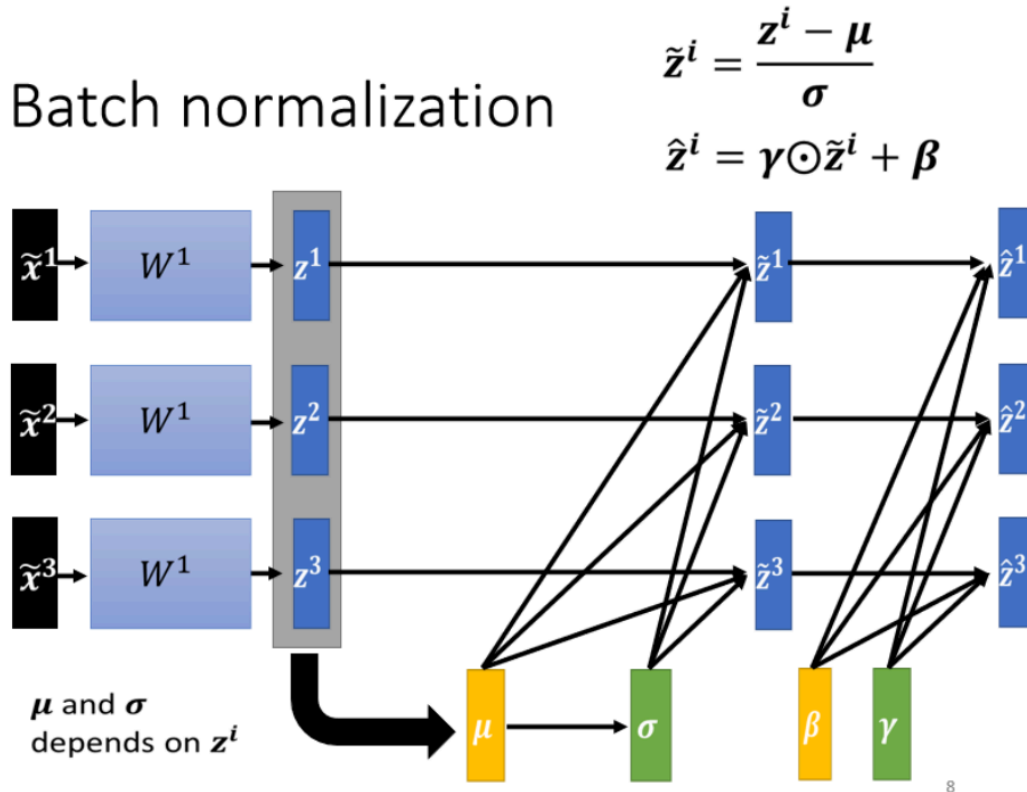 z̃ⁱ = (zⁱ − μ) / σ
Batch normalization
ẑⁱ = γ⊙z̃ⁱ + β
x̃¹ W¹ z¹ z̃¹ ẑ¹
x̃² W¹ z² z̃² ẑ²
x̃³ W¹ z³ z̃³ ẑ³
μ and σ
depends on zⁱ
μ σ β γ
8